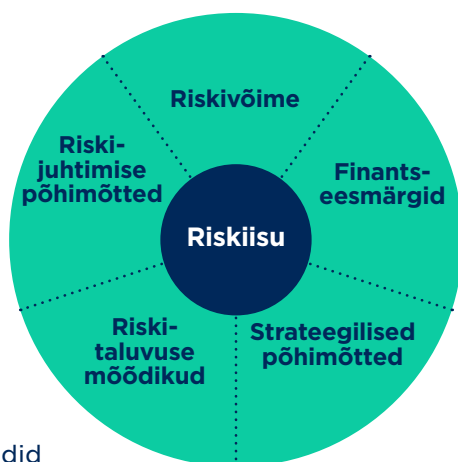 Riskivõime
Riski-
juhtimise
põhimõtted
Finants-
eesmärgid
Riskiisu
Riski-
taluvuse
mõõdikud
Strateegilised
põhimõtted
did